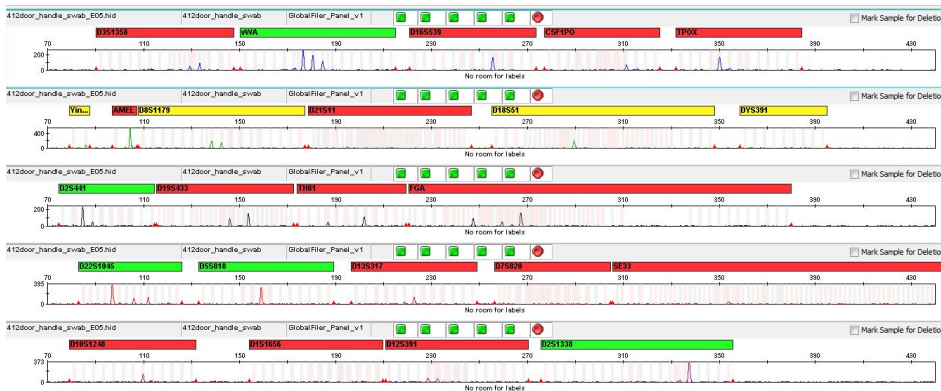 412door_handle_swab_E05.hid 412door_handle_swab GlobalFiler_Panel_v1 Mark Sample for Deletio
D3S1358 vWA D16S539 CSF1PO TPOX
70 110 150 190 230 270 310 350 390 430
200
0
No room for labels
412door_handle_swab_E05.hid 412door_handle_swab GlobalFiler_Panel_v1 Mark Sample for Deletio
Yin... AMEL D8S1179 D21S11 D18S51 DYS391
70 110 150 190 230 270 310 350 390 430
400
0
No room for labels
412door_handle_swab_E05.hid 412door_handle_swab GlobalFiler_Panel_v1 Mark Sample for Deletio
D2S441 D19S433 TH01 FGA
70 110 150 190 230 270 310 350 390 430
200
0
No room for labels
412door_handle_swab_E05.hid 412door_handle_swab GlobalFiler_Panel_v1 Mark Sample for Deletio
D22S1045 D5S818 D13S317 D7S820 SE33
70 110 150 190 230 270 310 350 390 430
395
0
No room for labels
412door_handle_swab_E05.hid 412door_handle_swab GlobalFiler_Panel_v1 Mark Sample for Deletio
D10S1248 D1S1656 D12S391 D2S1338
70 110 150 190 230 270 310 350 390 430
373
0
No room for labels